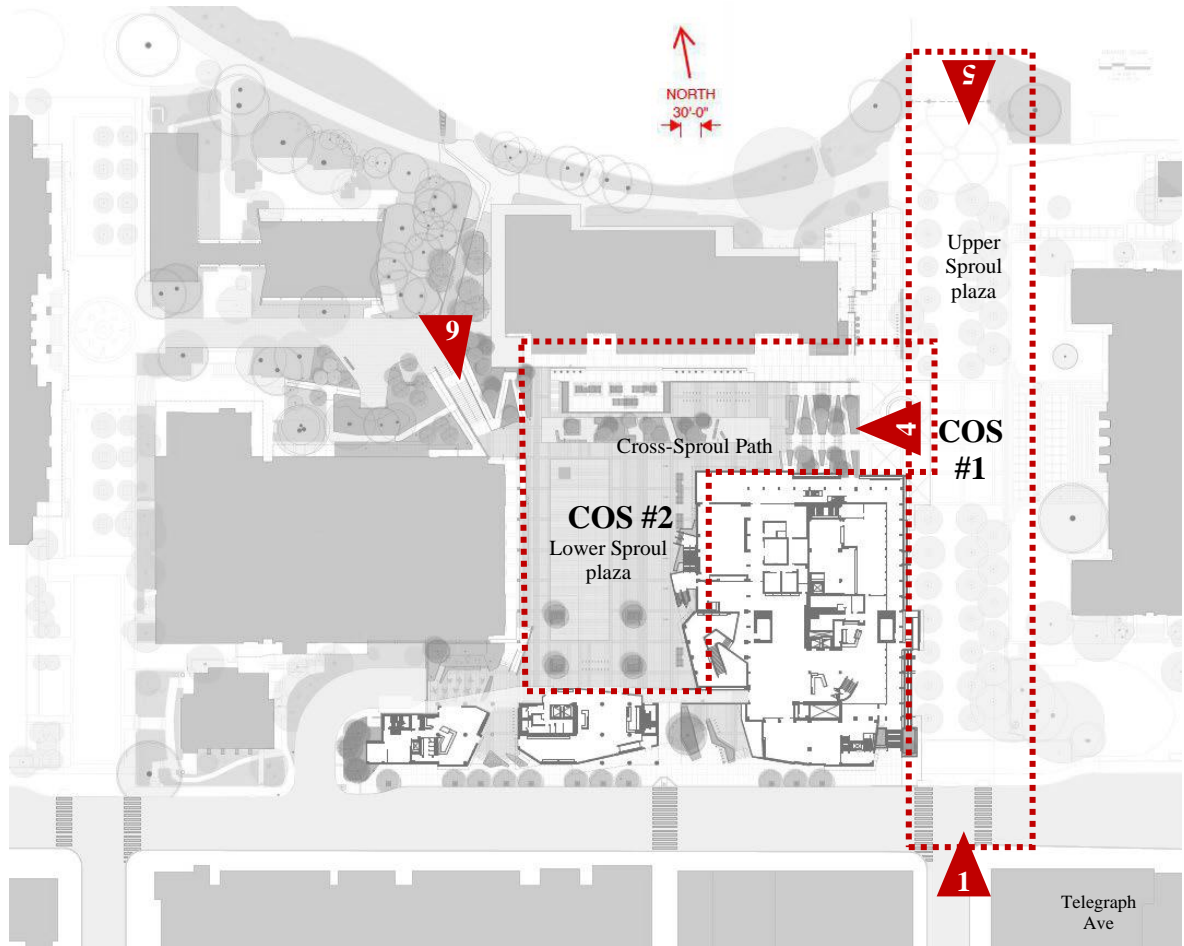 NORTH
30'-0"
5
Upper
Sproul
plaza
6
4
COS
#1
Cross-Sproul Path
COS #2
Lower Sproul
plaza
1
Telegraph
Ave